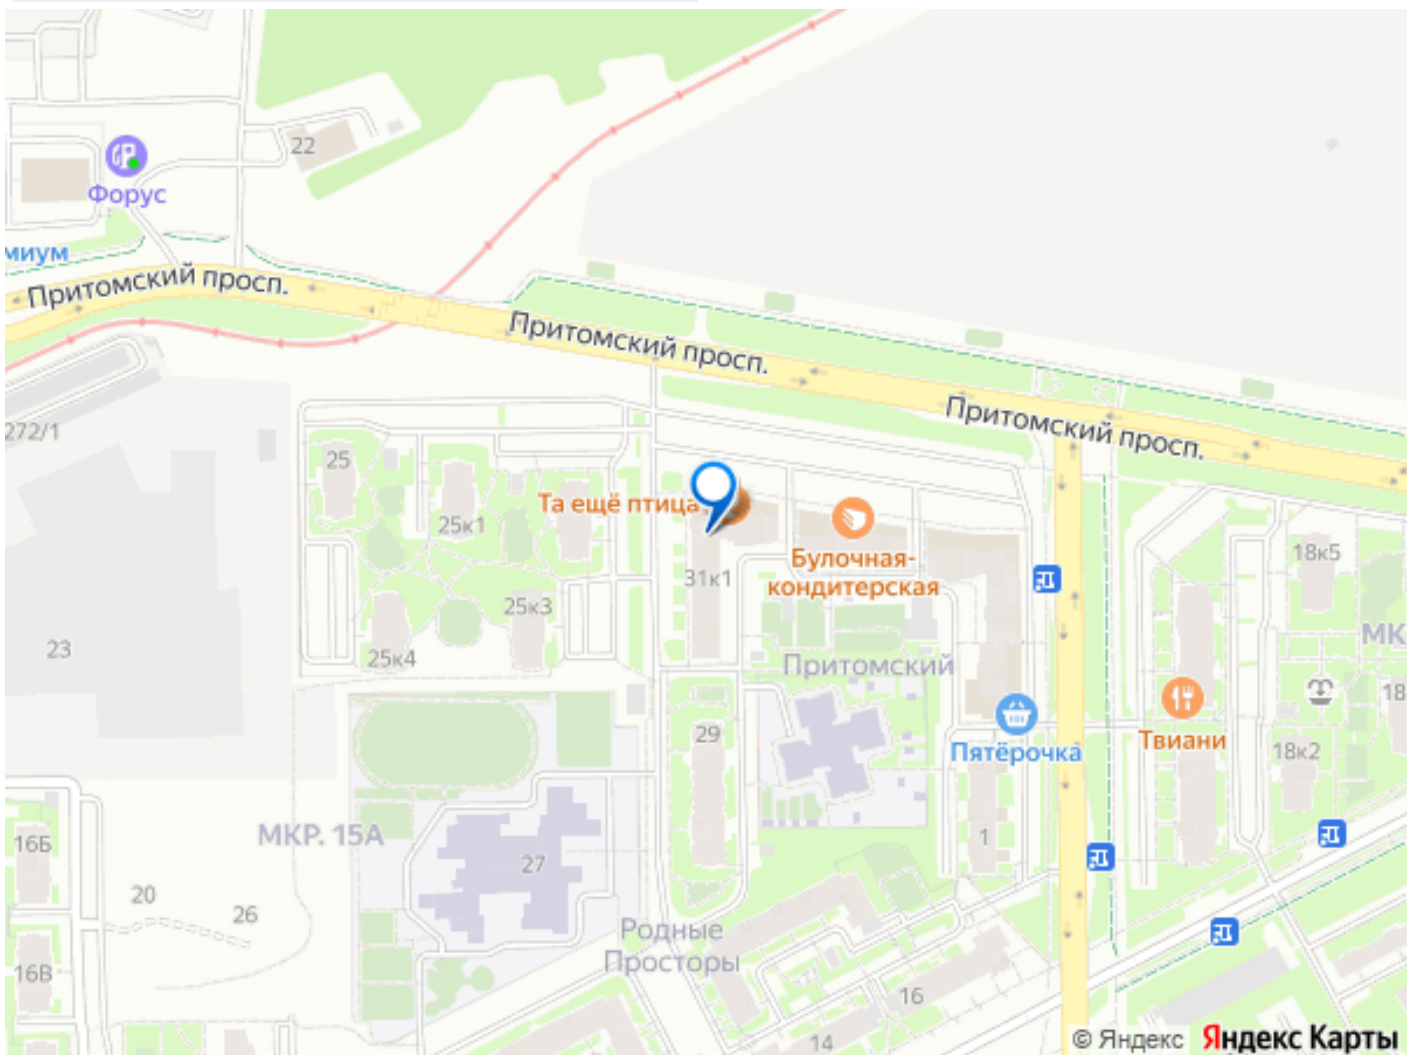 22
Форус
миум
Притомский просп.
Притомский просп.
Притомский просп.
272/1
25
25к1
Та ещё птица
Булочная-
кондитерская
18к5
31к1
25к3
23
25к4
МК
Притомский
18
29
Пятёрочка
Твиани
18к2
МКР. 15А
16Б
27
1
20
26
Родные
Просторы
16В
16
14
© Яндекс Яндекс Карты